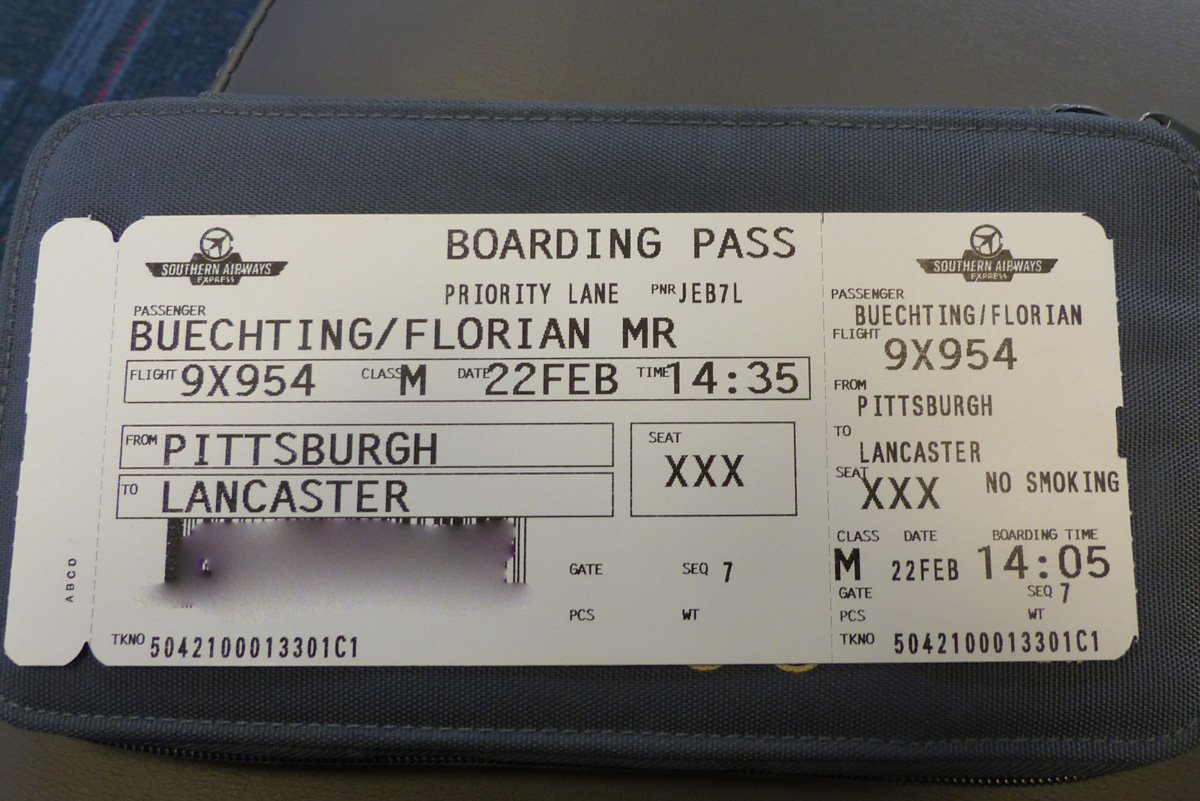 SOUTHERN AIRWAYS
EXPRESS
BOARDING PASS
PRIORITY LANE PNR JEB7L
PASSENGER
BUECHTING/FLORIAN MR
FLIGHT 9X954 CLASS M DATE 22FEB TIME 14:35
FROM PITTSBURGH
TO LANCASTER
SEAT
XXX
GATE SEQ 7
PCS WT
TKNO 5042100013301C1
ABCD
SOUTHERN AIRWAYS
EXPRESS
PASSENGER
BUECHTING/FLORIAN
FLIGHT
9X954
FROM
PITTSBURGH
TO
LANCASTER
SEAT XXX NO SMOKING
CLASS DATE BOARDING TIME
M 22FEB 14:05
GATE SEQ 7
PCS WT
TKNO 5042100013301C1